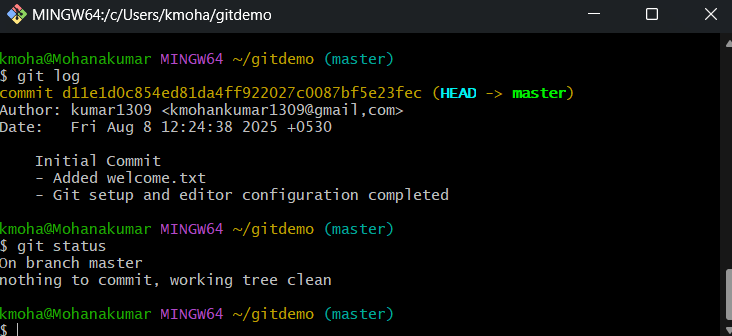 MINGW64:/c/Users/kmoha/gitdemo
kmoha@Mohanakumar MINGW64 ~/gitdemo (master)
$ git log
commit d11e1d0c854ed81da4ff922027c0087bf5e23fec (HEAD -> master)
Author: kumar1309 <kmohankumar1309@gmail,com>
Date:   Fri Aug 8 12:24:38 2025 +0530
    Initial Commit
    - Added welcome.txt
    - Git setup and editor configuration completed
kmoha@Mohanakumar MINGW64 ~/gitdemo (master)
$ git status
On branch master
nothing to commit, working tree clean
kmoha@Mohanakumar MINGW64 ~/gitdemo (master)
$